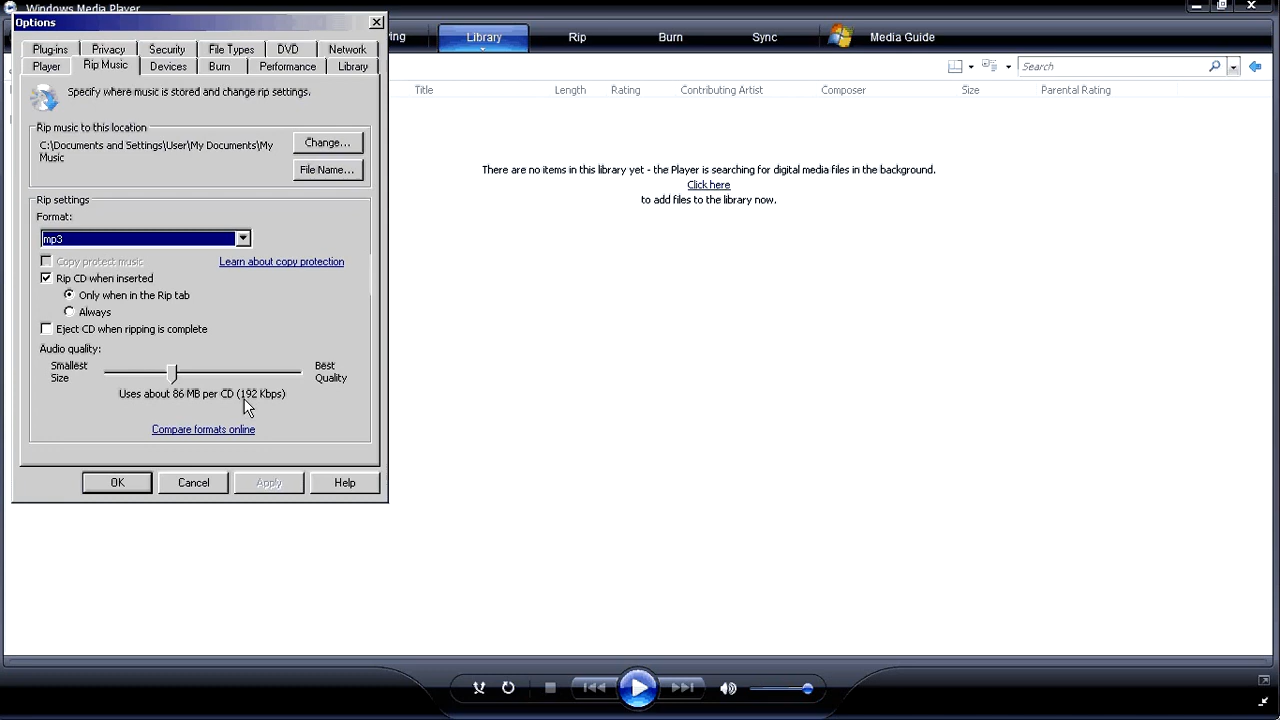 Windows Media Player
Options
Plug-ins Privacy Security File Types DVD Network
Player Rip Music Devices Burn Performance Library
Specify where music is stored and change rip settings.
Rip music to this location
C:\Documents and Settings\User\My Documents\My
Music
Change...
File Name...
Rip settings
Format:
mp3
Copy protect music
Learn about copy protection
Rip CD when inserted
Only when in the Rip tab
Always
Eject CD when ripping is complete
Audio quality:
Smallest
Size
Best
Quality
Uses about 86 MB per CD (192 Kbps)
Compare formats online
OK Cancel Apply Help
ing Library Rip Burn Sync Media Guide
Search
Title Length Rating Contributing Artist Composer Size Parental Rating
There are no items in this library yet - the Player is searching for digital media files in the background.
Click here
to add files to the library now.